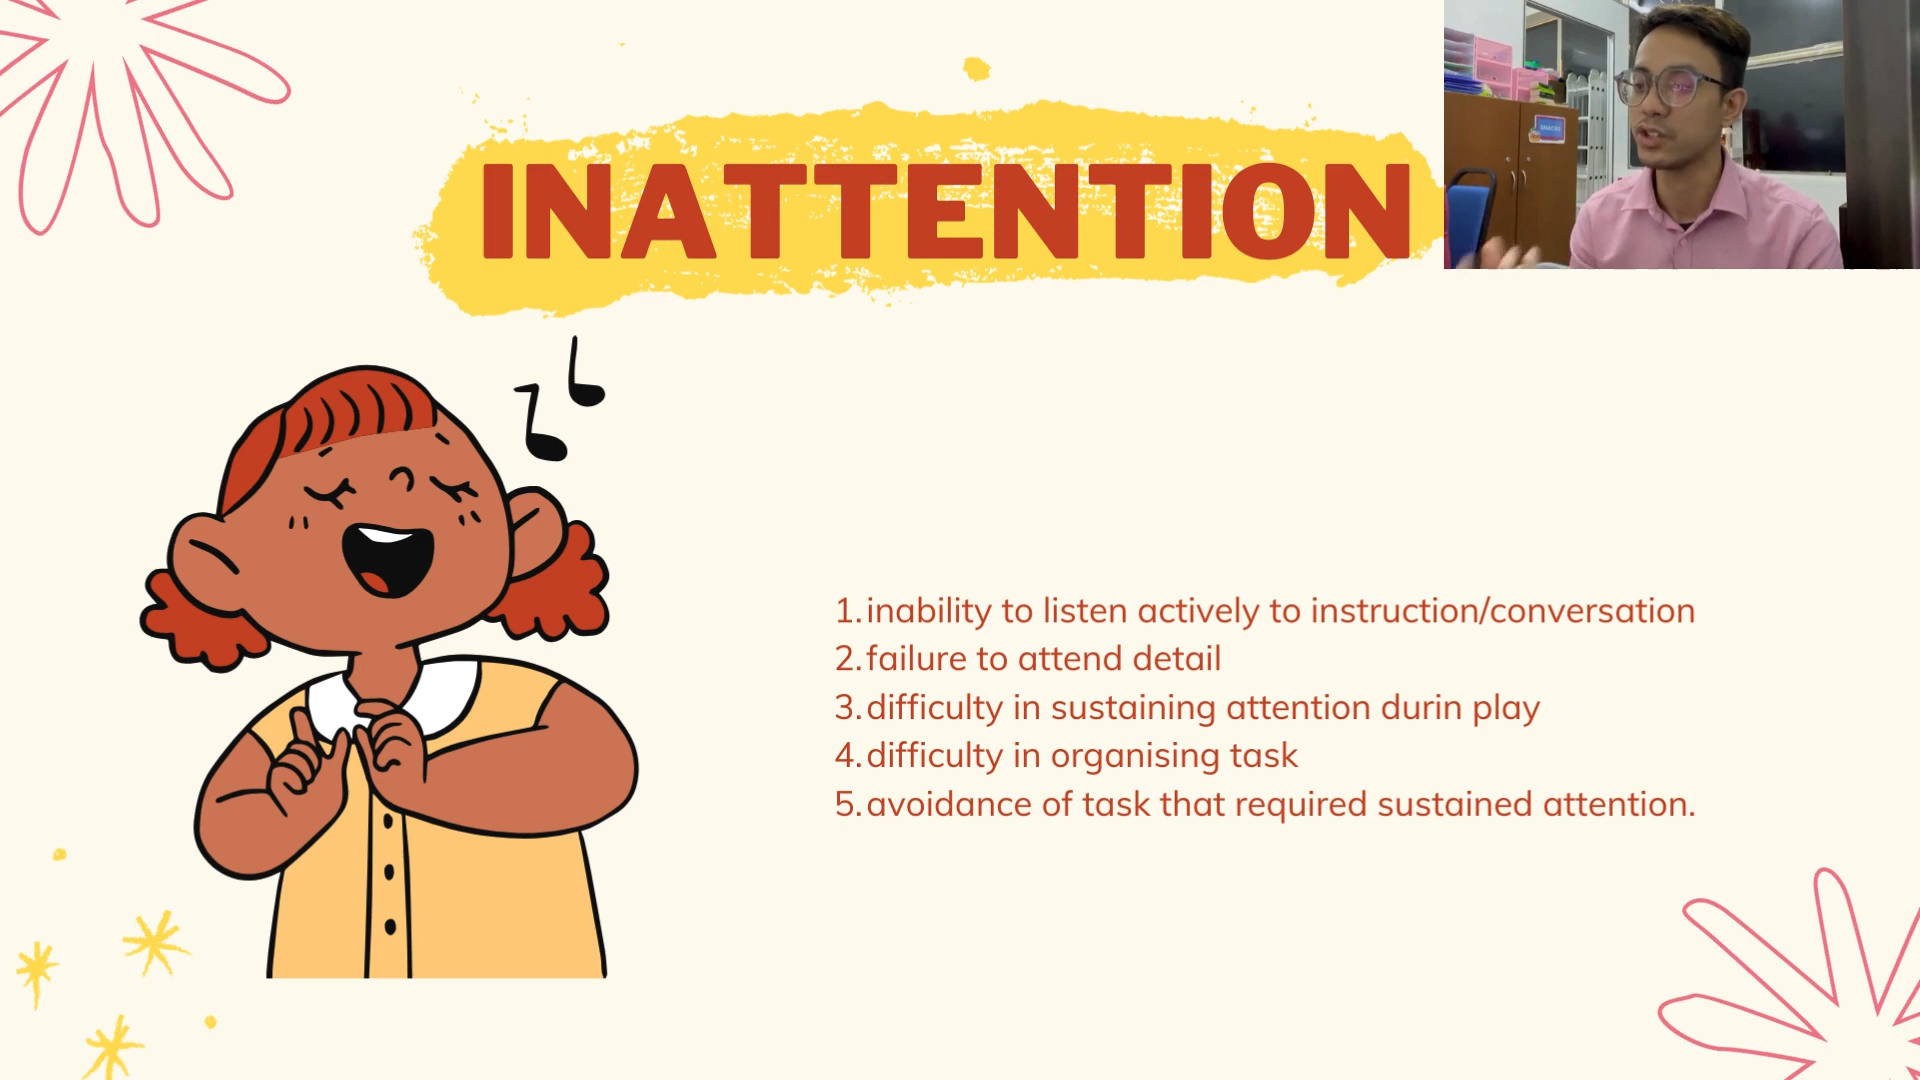 INATTENTION
SNACKS
1. inability to listen actively to instruction/conversation
2. failure to attend detail
3. difficulty in sustaining attention durin play
4. difficulty in organising task
5. avoidance of task that required sustained attention.